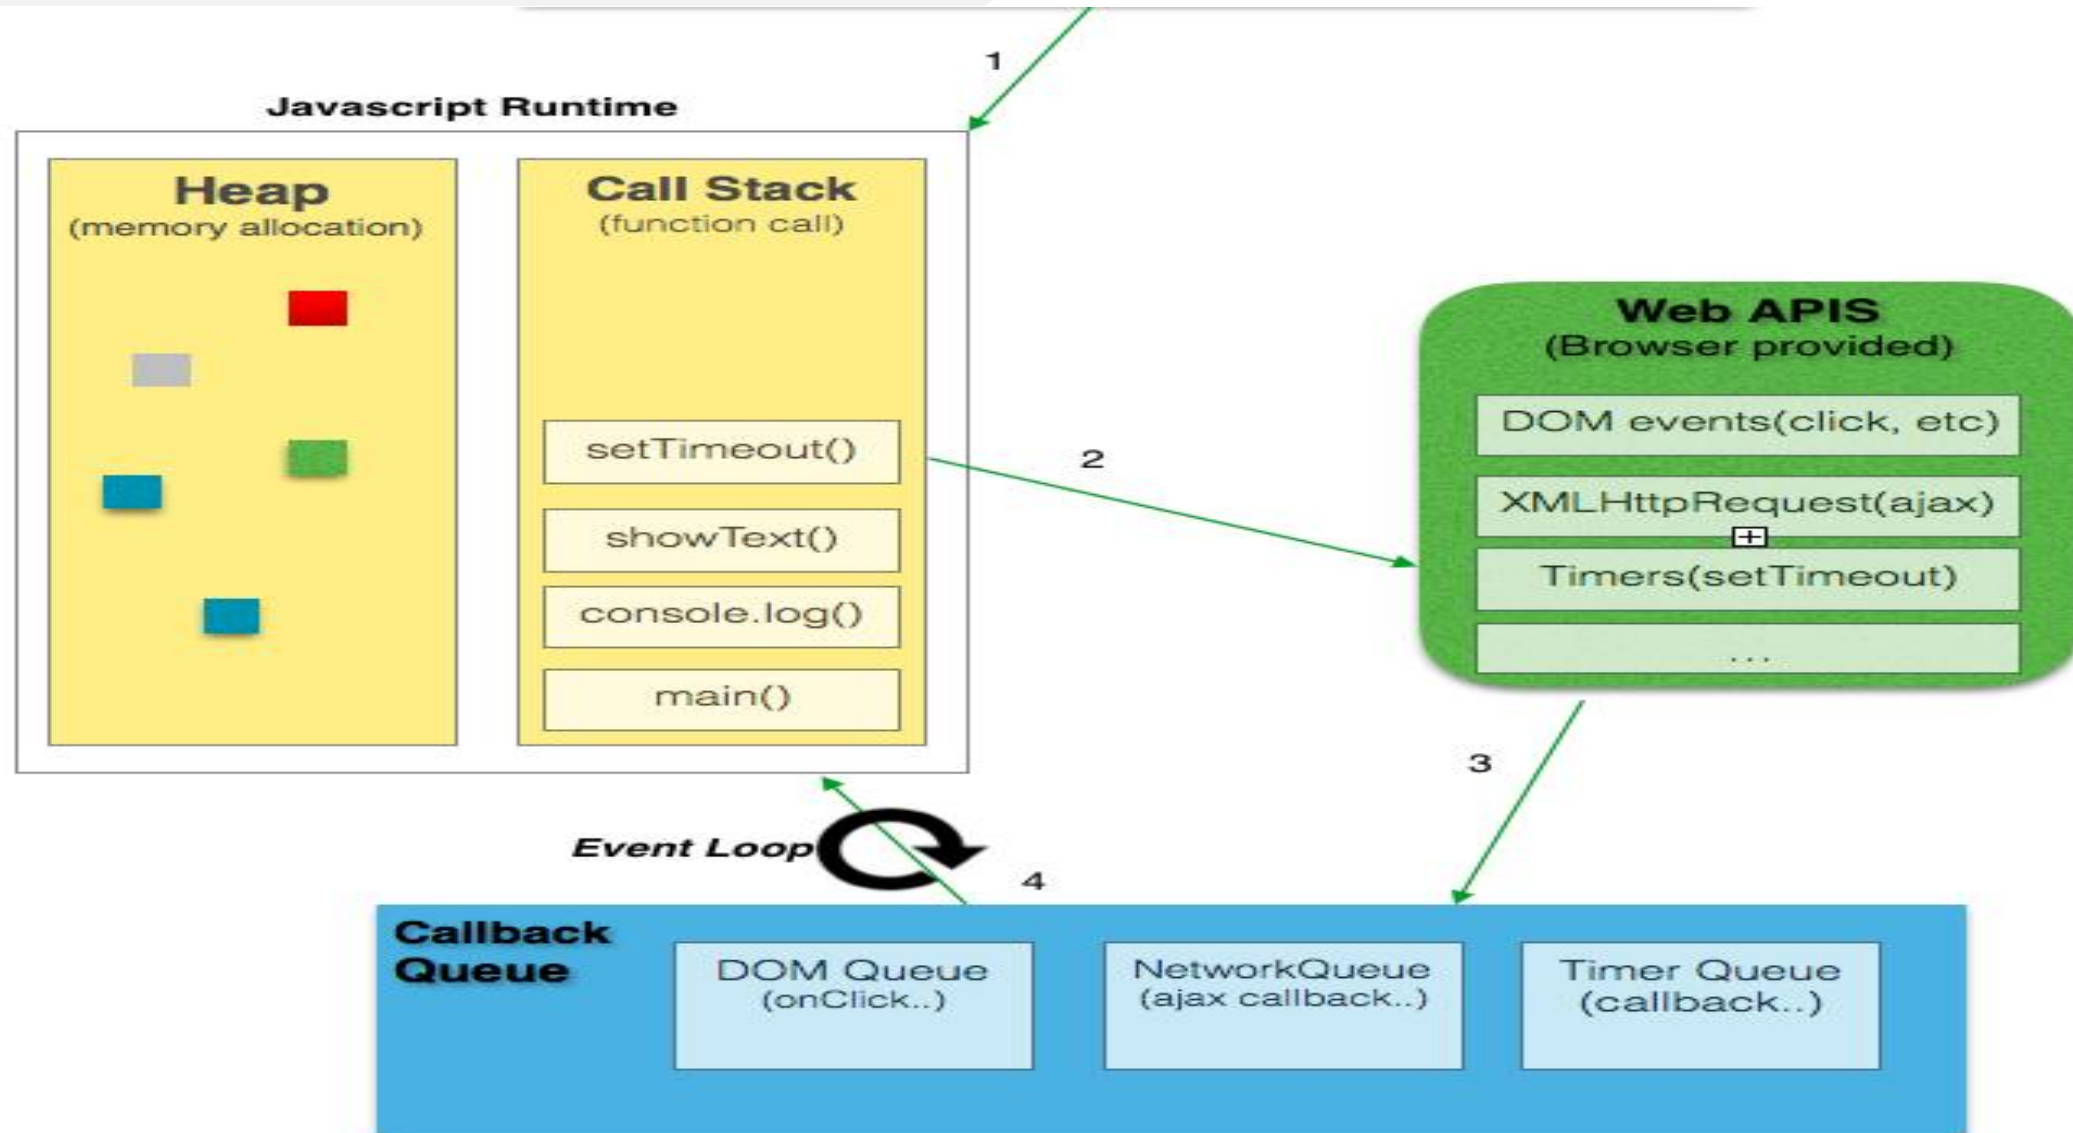 1
Javascript Runtime
Heap
(memory allocation)
Call Stack
(function call)
setTimeout()
showText()
console.log()
main()
2
Web APIS
(Browser provided)
DOM events(click, etc)
XMLHttpRequest(ajax)
Timers(setTimeout)
...
3
Event Loop
4
Callback
Queue
DOM Queue
(onClick..)
NetworkQueue
(ajax callback..)
Timer Queue
(callback..)